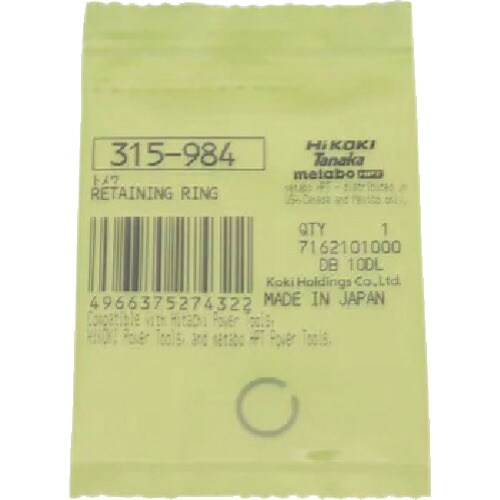 315-984
トメワ
RETAINING RING
4966375274322
Compatible with Hitachi Power Tools,
HiKOKI Power Tools, and metabo HPT Power Tools.
HiKOKI
Tanaka
metabo HPT
metabo HPT - distributed in
USA, Canada and Mexico only.
QTY 1
7162101000
DB 10DL
Koki Holdings Co.,Ltd.
MADE IN JAPAN